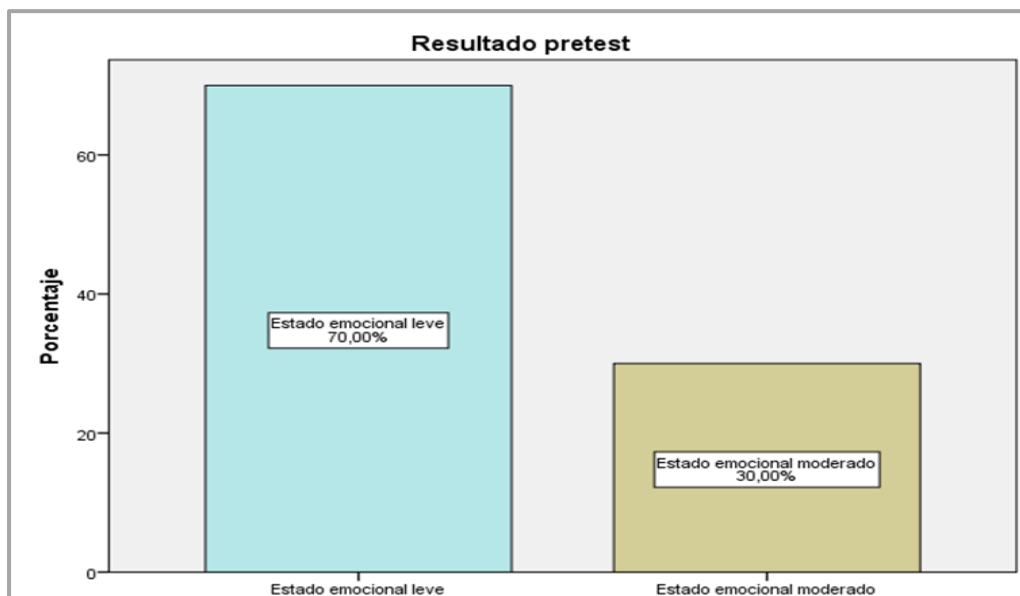 Resultado pretest
Porcentaje
60
40
20
0
Estado emocional leve
70,00%
Estado emocional moderado
30,00%
Estado emocional leve
Estado emocional moderado